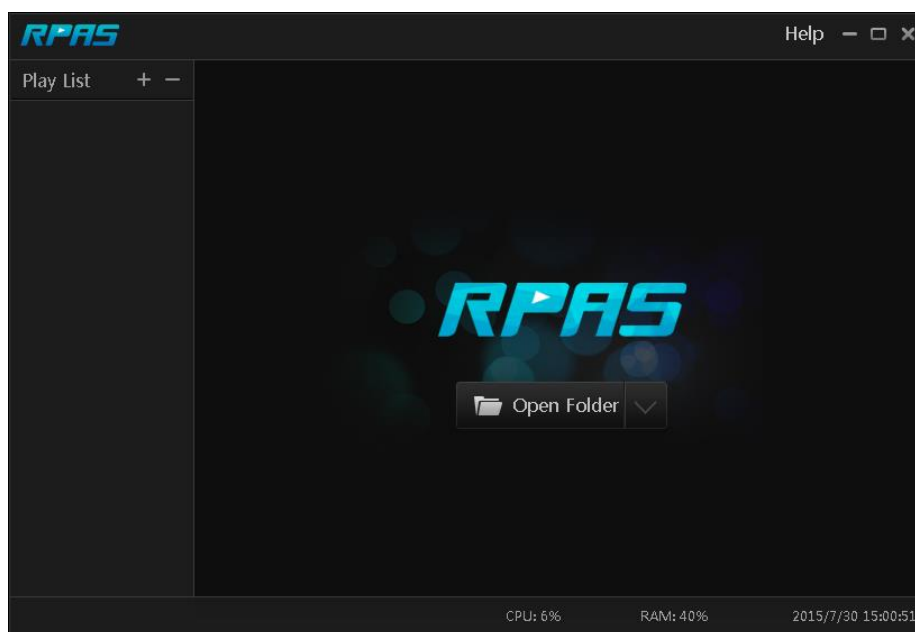 RPAS
Help
Play List + −
RPAS
Open Folder
CPU: 6% RAM: 40% 2015/7/30 15:00:51